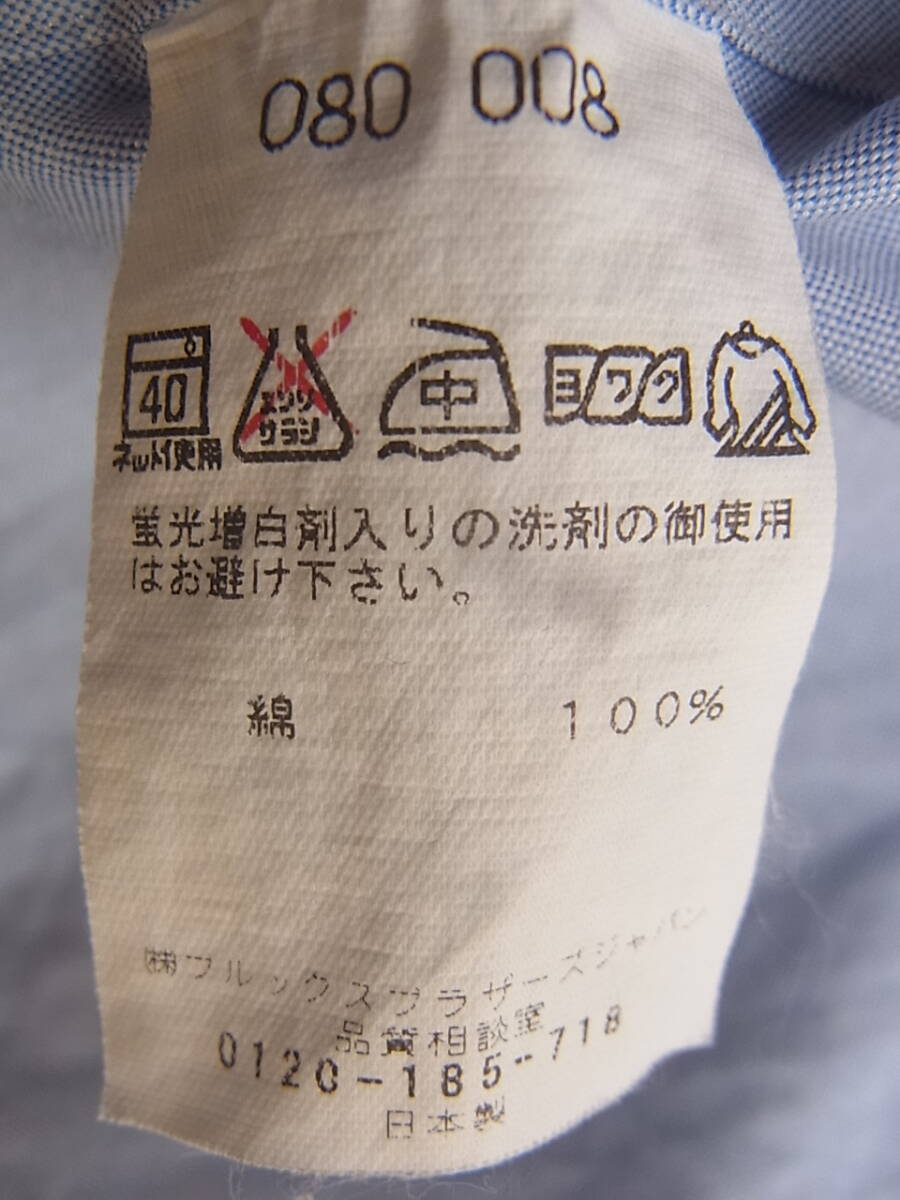 080 008
40 エンソ サラシ 中 ヨワク
ネット使用
蛍光増白剤入りの洗剤の御使用
はお避け下さい。
綿 100%
㈱ブルックスブラザーズジャパン
品質相談室
0120-185-718
日本製